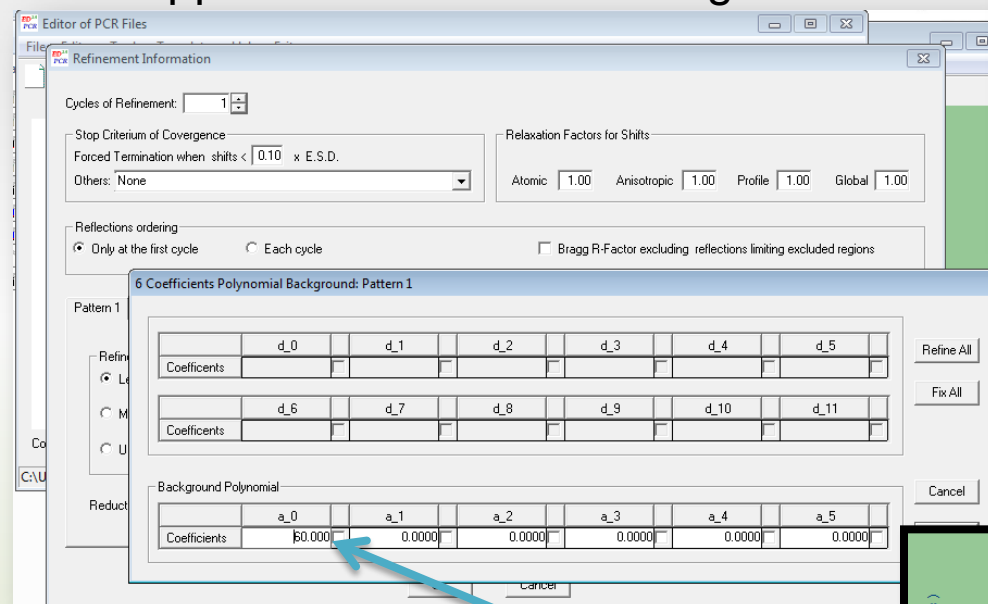 Editor of PCR Files
Refinement Information
Cycles of Refinement: 1
Stop Criterium of Covergence
Forced Termination when shifts < 0.10 x E.S.D.
Others: None
Relaxation Factors for Shifts
Atomic 1.00 Anisotropic 1.00 Profile 1.00 Global 1.00
Reflections ordering
Only at the first cycle Each cycle Bragg R-Factor excluding reflections limiting excluded regions
6 Coefficients Polynomial Background: Pattern 1
Pattern 1
d_0 d_1 d_2 d_3 d_4 d_5
Coefficents
Refine All
Fix All
d_6 d_7 d_8 d_9 d_10 d_11
Coefficents
Background Polynomial
a_0 a_1 a_2 a_3 a_4 a_5
Coefficients 60.000 0.0000 0.0000 0.0000 0.0000 0.0000
Cancel
Cancel